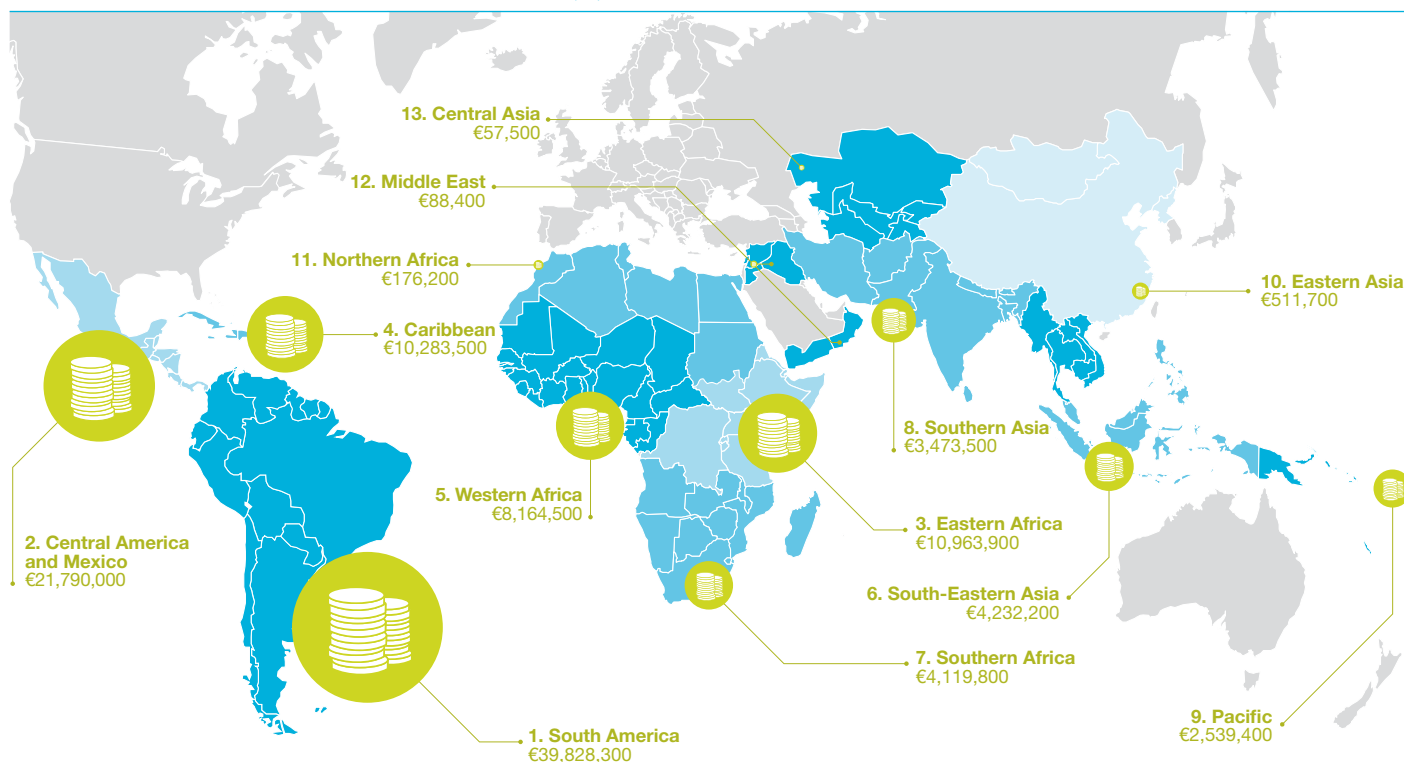 13. Central Asia
€57,500
12. Middle East
€88,400
11. Northern Africa
€176,200
10. Eastern Asia
€511,700
4. Caribbean
€10,283,500
8. Southern Asia
€3,473,500
5. Western Africa
€8,164,500
3. Eastern Africa
€10,963,900
2. Central America
and Mexico
€21,790,000
6. South-Eastern Asia
€4,232,200
7. Southern Africa
€4,119,800
9. Pacific
€2,539,400
1. South America
€39,828,300